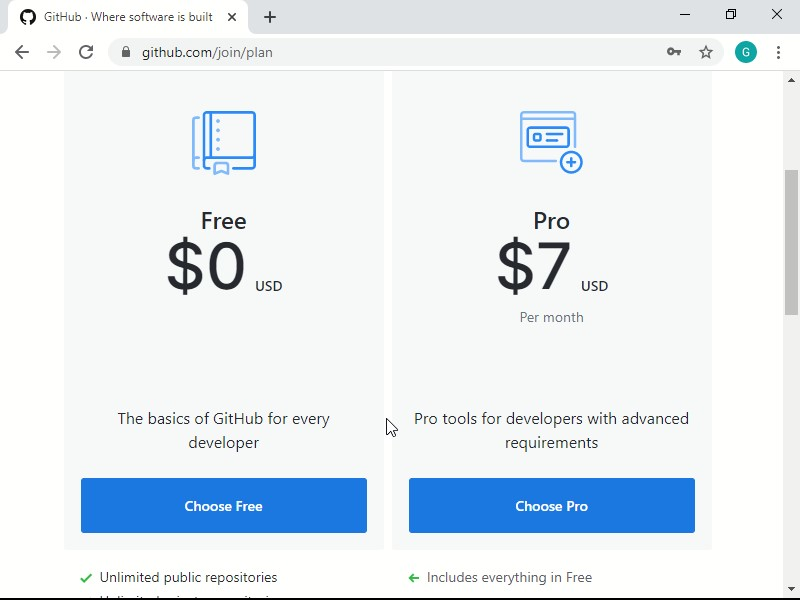 GitHub · Where software is built
github.com/join/plan
G
Free
$0 USD
The basics of GitHub for every
developer
Choose Free
Unlimited public repositories
Pro
$7 USD
Per month
Pro tools for developers with advanced
requirements
Choose Pro
Includes everything in Free